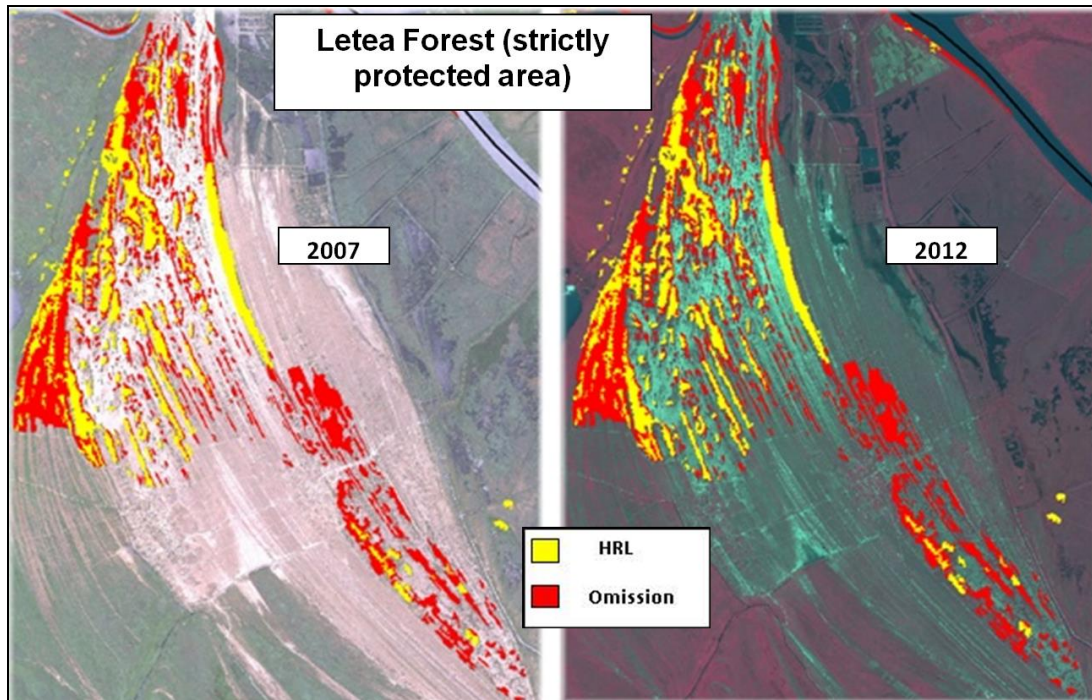 Letea Forest (strictly
protected area)
2007
2012
HRL
Omission